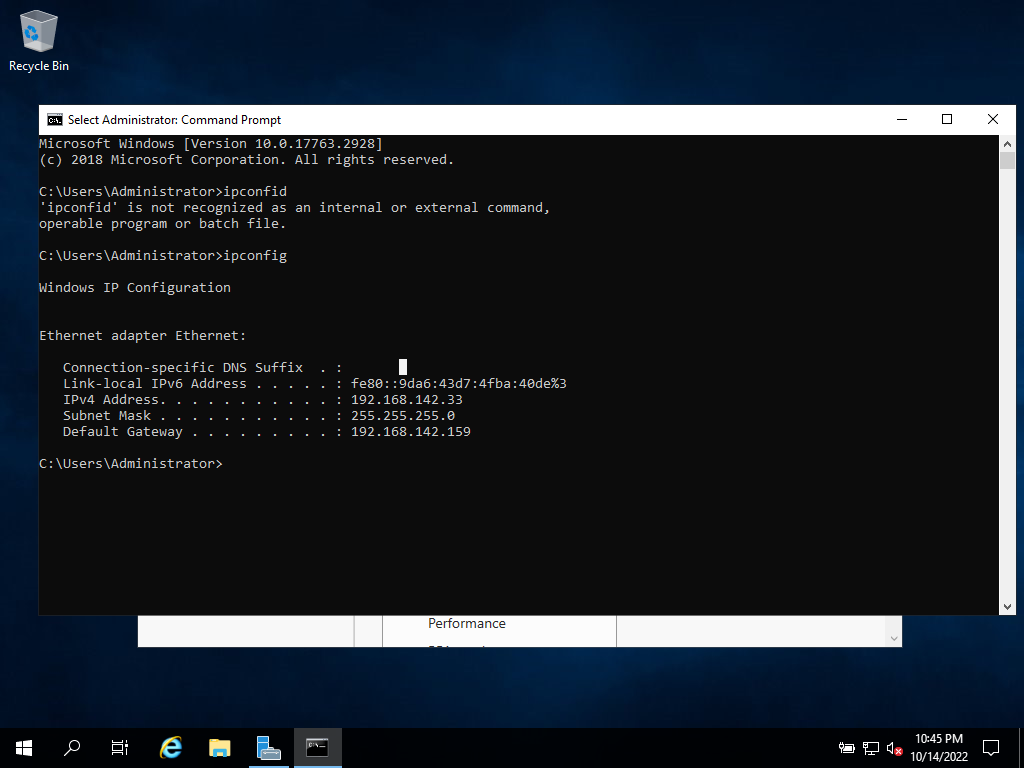 Recycle Bin
Select Administrator: Command Prompt
Microsoft Windows [Version 10.0.17763.2928]
(c) 2018 Microsoft Corporation. All rights reserved.
C:\Users\Administrator>ipconfid
'ipconfid' is not recognized as an internal or external command,
operable program or batch file.
C:\Users\Administrator>ipconfig
Windows IP Configuration
Ethernet adapter Ethernet:
Connection-specific DNS Suffix  . :
Link-local IPv6 Address . . . . . : fe80::9da6:43d7:4fba:40de%3
IPv4 Address. . . . . . . . . . . : 192.168.142.33
Subnet Mask . . . . . . . . . . . : 255.255.255.0
Default Gateway . . . . . . . . . : 192.168.142.159
C:\Users\Administrator>
Performance
10:45 PM
10/14/2022